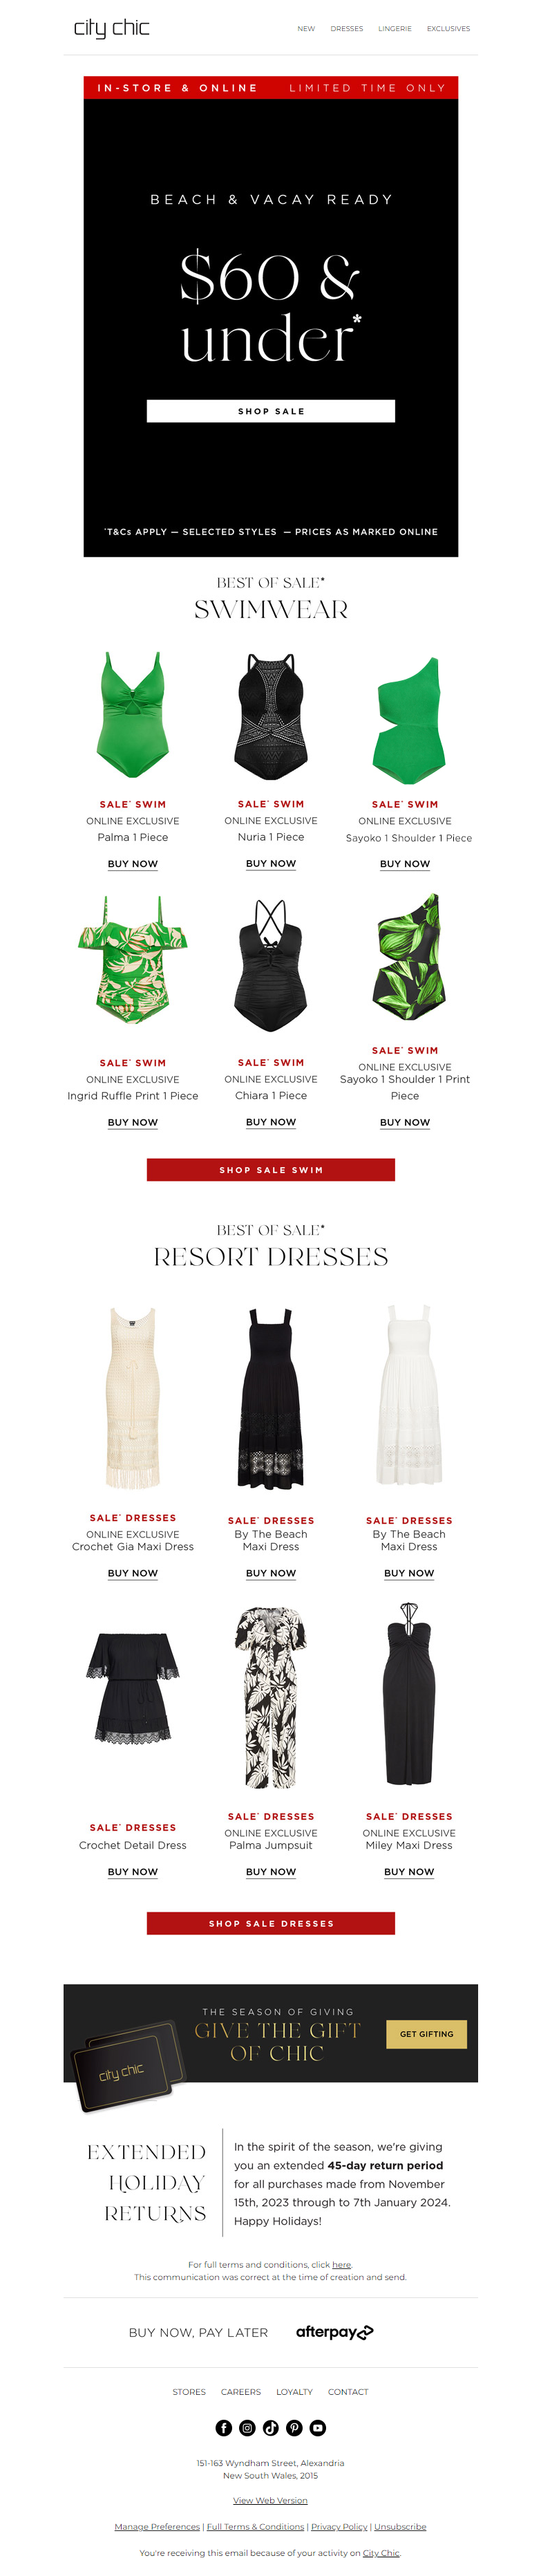 city chic
NEW DRESSES LINGERIE EXCLUSIVES
IN-STORE & ONLINE LIMITED TIME ONLY
BEACH & VACAY READY
$60 &
under*
SHOP SALE
*T&Cs APPLY — SELECTED STYLES — PRICES AS MARKED ONLINE
BEST OF SALE*
SWIMWEAR
SALE* SWIM
ONLINE EXCLUSIVE
Palma 1 Piece
BUY NOW
SALE* SWIM
ONLINE EXCLUSIVE
Nuria 1 Piece
BUY NOW
SALE* SWIM
ONLINE EXCLUSIVE
Sayoko 1 Shoulder 1 Piece
BUY NOW
SALE* SWIM
ONLINE EXCLUSIVE
Ingrid Ruffle Print 1 Piece
BUY NOW
SALE* SWIM
ONLINE EXCLUSIVE
Chiara 1 Piece
BUY NOW
SALE* SWIM
ONLINE EXCLUSIVE
Sayoko 1 Shoulder 1 Print
Piece
BUY NOW
SHOP SALE SWIM
BEST OF SALE*
RESORT DRESSES
SALE* DRESSES
ONLINE EXCLUSIVE
Crochet Gia Maxi Dress
BUY NOW
SALE* DRESSES
By The Beach
Maxi Dress
BUY NOW
SALE* DRESSES
By The Beach
Maxi Dress
BUY NOW
SALE* DRESSES
Crochet Detail Dress
BUY NOW
SALE* DRESSES
ONLINE EXCLUSIVE
Palma Jumpsuit
BUY NOW
SALE* DRESSES
ONLINE EXCLUSIVE
Miley Maxi Dress
BUY NOW
SHOP SALE DRESSES
city chic
THE SEASON OF GIVING
GIVE THE GIFT
OF CHIC
GET GIFTING
EXTENDED
HOLIDAY
RETURNS
In the spirit of the season, we're giving
you an extended 45-day return period
for all purchases made from November
15th, 2023 through to 7th January 2024.
Happy Holidays!
For full terms and conditions, click here.
This communication was correct at the time of creation and send.
BUY NOW, PAY LATER afterpay
STORES CAREERS LOYALTY CONTACT
151-163 Wyndham Street, Alexandria
New South Wales, 2015
View Web Version
Manage Preferences | Full Terms & Conditions | Privacy Policy | Unsubscribe
You're receiving this email because of your activity on City Chic.